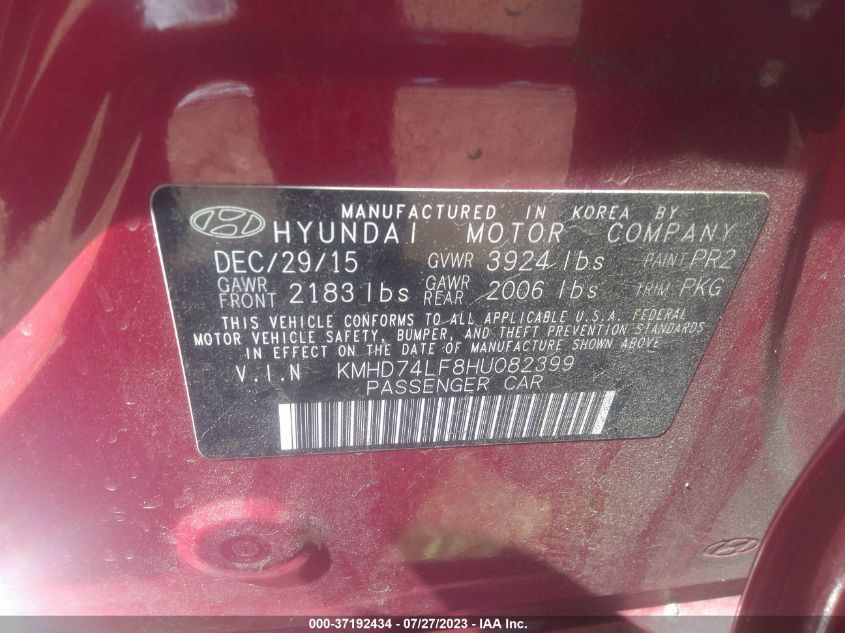 MANUFACTURED IN KOREA BY
HYUNDAI MOTOR COMPANY
DEC/29/15 GVWR 3924 lbs PAINT PR2
GAWR FRONT 2183 lbs GAWR REAR 2006 lbs TRIM PKG
THIS VEHICLE CONFORMS TO ALL APPLICABLE U.S.A. FEDERAL
MOTOR VEHICLE SAFETY, BUMPER, AND THEFT PREVENTION STANDARDS
IN EFFECT ON THE DATE OF MANUFACTURE SHOWN ABOVE.
V.I.N KMHD74LF8HU082399
PASSENGER CAR
000-37192434 - 07/27/2023 - IAA Inc.